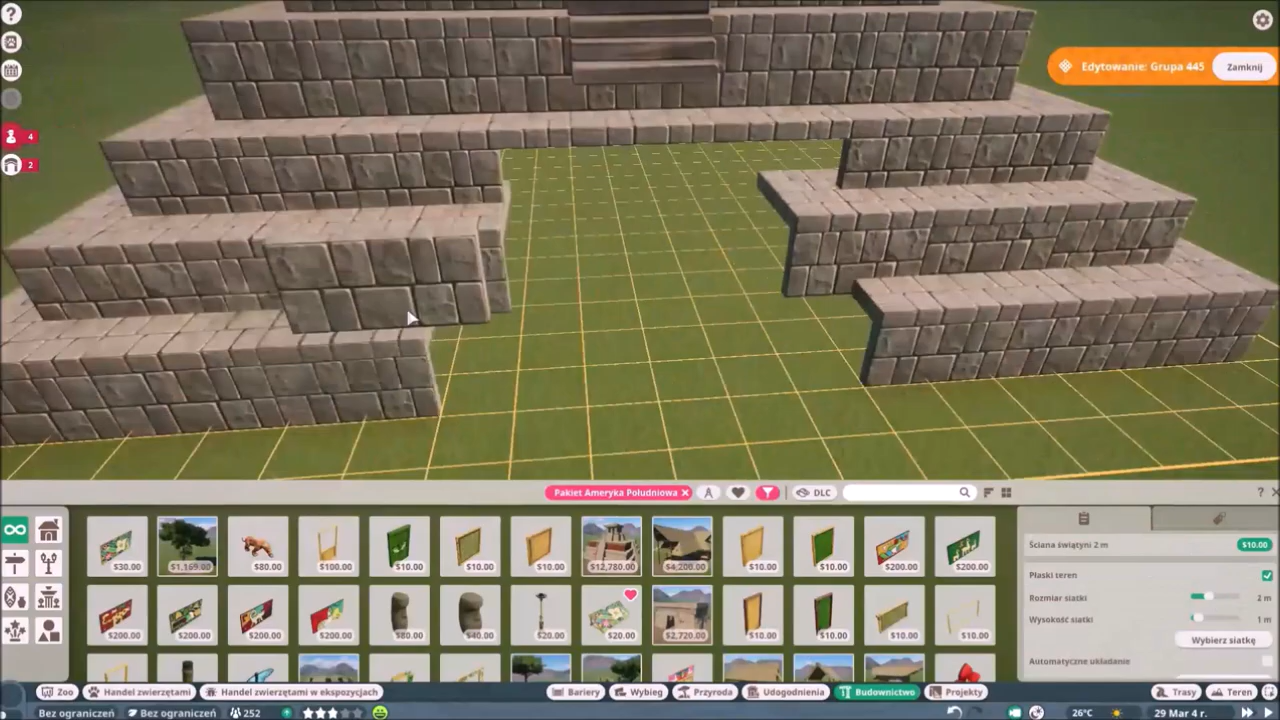 ?
Edytowanie: Grupa 445
Zamknij
4
2
Pakiet Ameryka Południowa ×
DLC
? ×
$30.00
$1,169.00
$80.00
$100.00
$10.00
$10.00
$10.00
$12,780.00
$4,200.00
$10.00
$10.00
$200.00
$200.00
$200.00
$200.00
$200.00
$200.00
$80.00
$40.00
$20.00
$20.00
$2,720.00
$10.00
$10.00
$10.00
$10.00
Ściana świątyni 2 m
$10.00
Płaski teren
Rozmiar siatki
2 m
Wysokość siatki
1 m
Wybierz siatkę
Automatyczne układanie
Zoo
Handel zwierzętami
Handel zwierzętami w ekspozycjach
Bariery
Wybieg
Przyroda
Udogodnienia
Budownictwo
Projekty
Trasy
Teren
Bez ograniczeń
Bez ograniczeń
252
26°C
29 Mar 4 r.